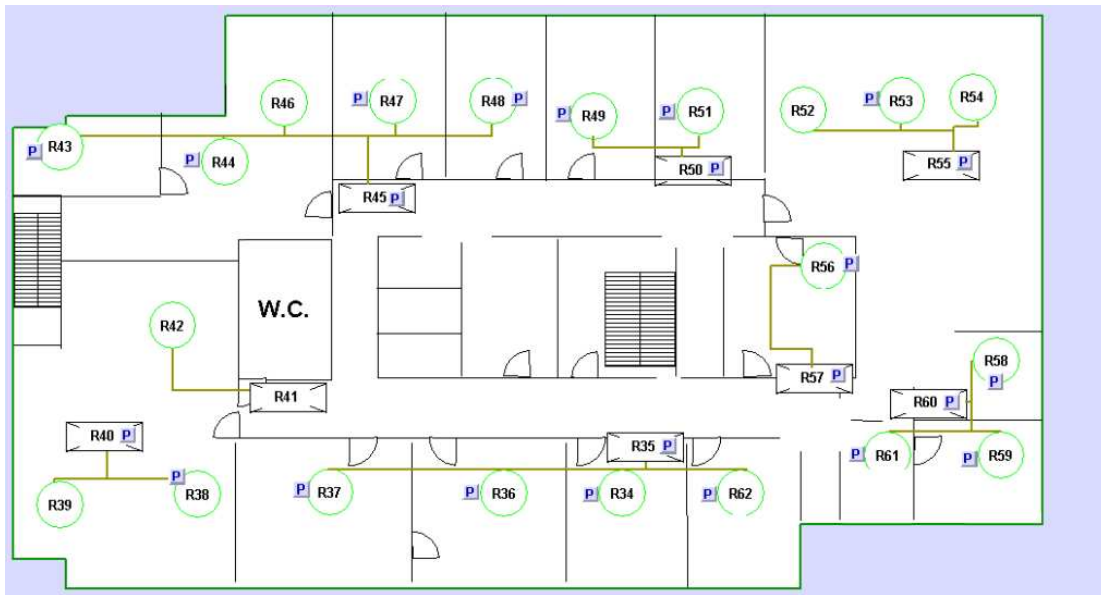 R46
P R47
R48 P
P R49
P R51
R52
P R53
R54
P R43
P R44
R45 P
R50 P
R55 P
W.C.
R56 P
R42
R41
R57 P
R58
P
R60 P
R40 P
R35 P
P R61
P R59
R39
P R38
P R37
P R36
P R34
P R62